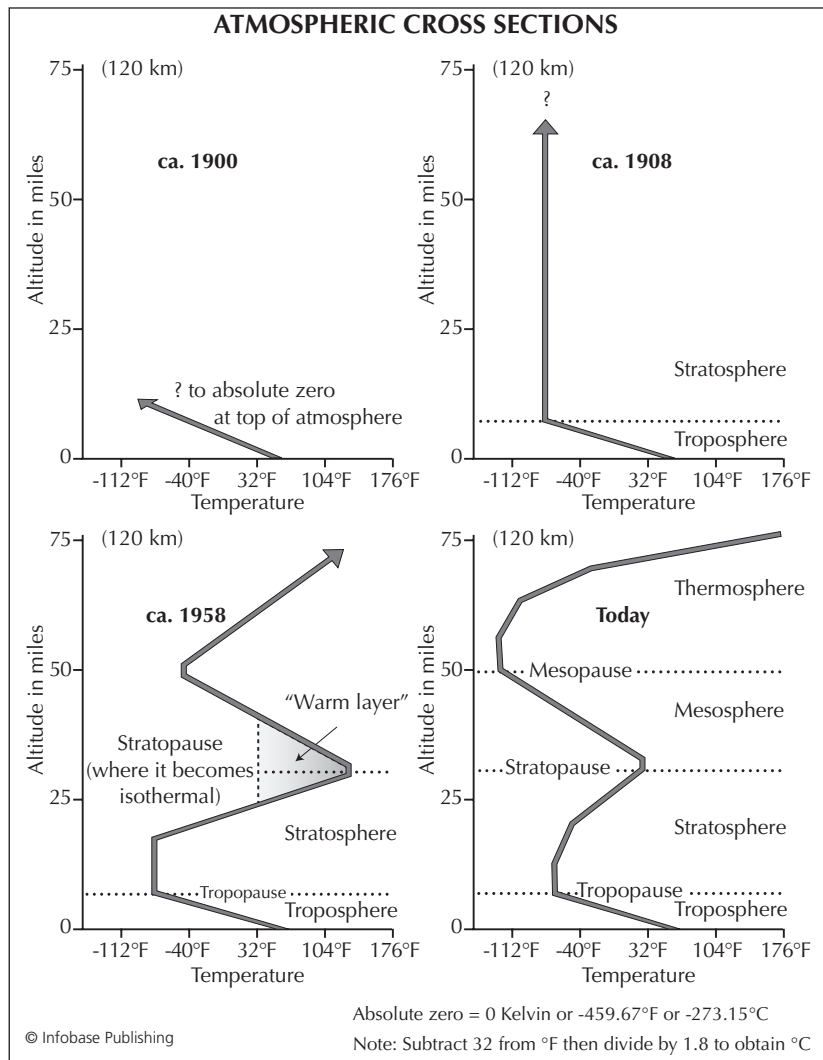 ATMOSPHERIC CROSS SECTIONS
75
(120 km)
ca. 1900
50
Altitude in miles
25
? to absolute zero
at top of atmosphere
0
-112°F -40°F 32°F 104°F 176°F
Temperature
75
(120 km)
?
ca. 1908
50
Altitude in miles
25
Stratosphere
Troposphere
0
-112°F -40°F 32°F 104°F 176°F
Temperature
75
(120 km)
ca. 1958
50
Altitude in miles
“Warm layer”
Stratopause
(where it becomes
isothermal)
25
Stratosphere
Tropopause
Troposphere
0
-112°F -40°F 32°F 104°F 176°F
Temperature
75
(120 km)
Thermosphere
Today
50
Mesopause
Altitude in miles
Mesosphere
Stratopause
25
Stratosphere
Tropopause
Troposphere
0
-112°F -40°F 32°F 104°F 176°F
Temperature
Absolute zero = 0 Kelvin or -459.67°F or -273.15°C
© Infobase Publishing
Note: Subtract 32 from °F then divide by 1.8 to obtain °C